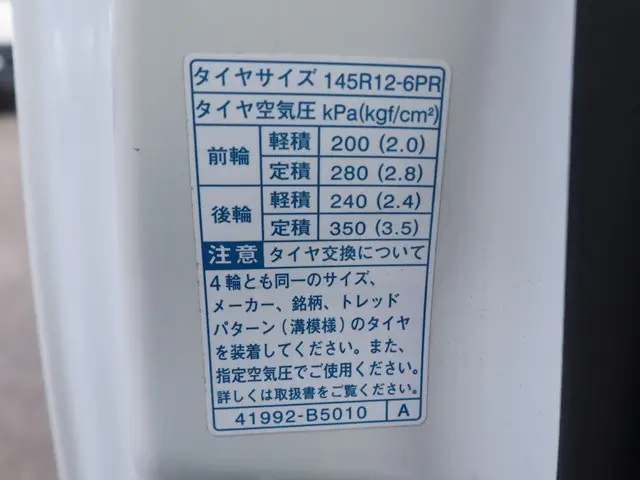 タイヤサイズ 145R12-6PR
タイヤ空気圧 kPa(kgf/cm²)
前輪 軽積 200 (2.0)
定積 280 (2.8)
後輪 軽積 240 (2.4)
定積 350 (3.5)
注意 タイヤ交換について
4輪とも同一のサイズ、
メーカー、銘柄、トレッド
パターン(溝模様)のタイヤ
を装着してください。また、
指定空気圧でご使用ください。
詳しくは取扱書をご覧ください。
41992-B5010 A